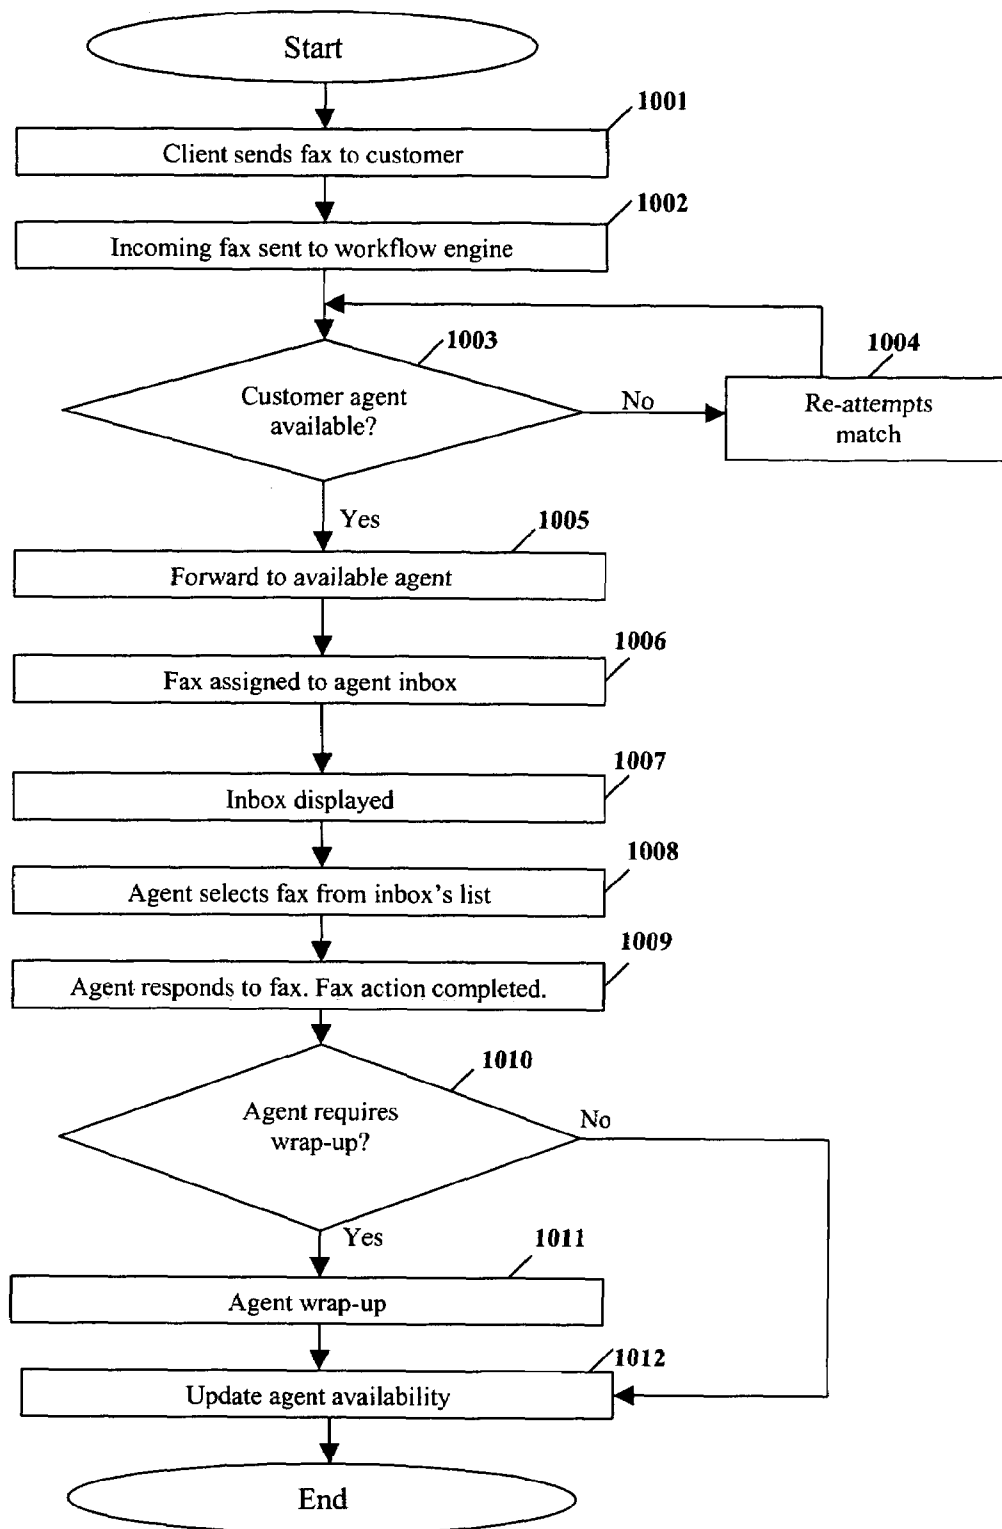 Start
1001
Client sends fax to customer
1002
Incoming fax sent to workflow engine
1003
Customer agent
available?
No
1004
Re-attempts
match
Yes
1005
Forward to available agent
1006
Fax assigned to agent inbox
1007
Inbox displayed
1008
Agent selects fax from inbox's list
1009
Agent responds to fax. Fax action completed.
1010
Agent requires
wrap-up?
No
Yes
1011
Agent wrap-up
1012
Update agent availability
End